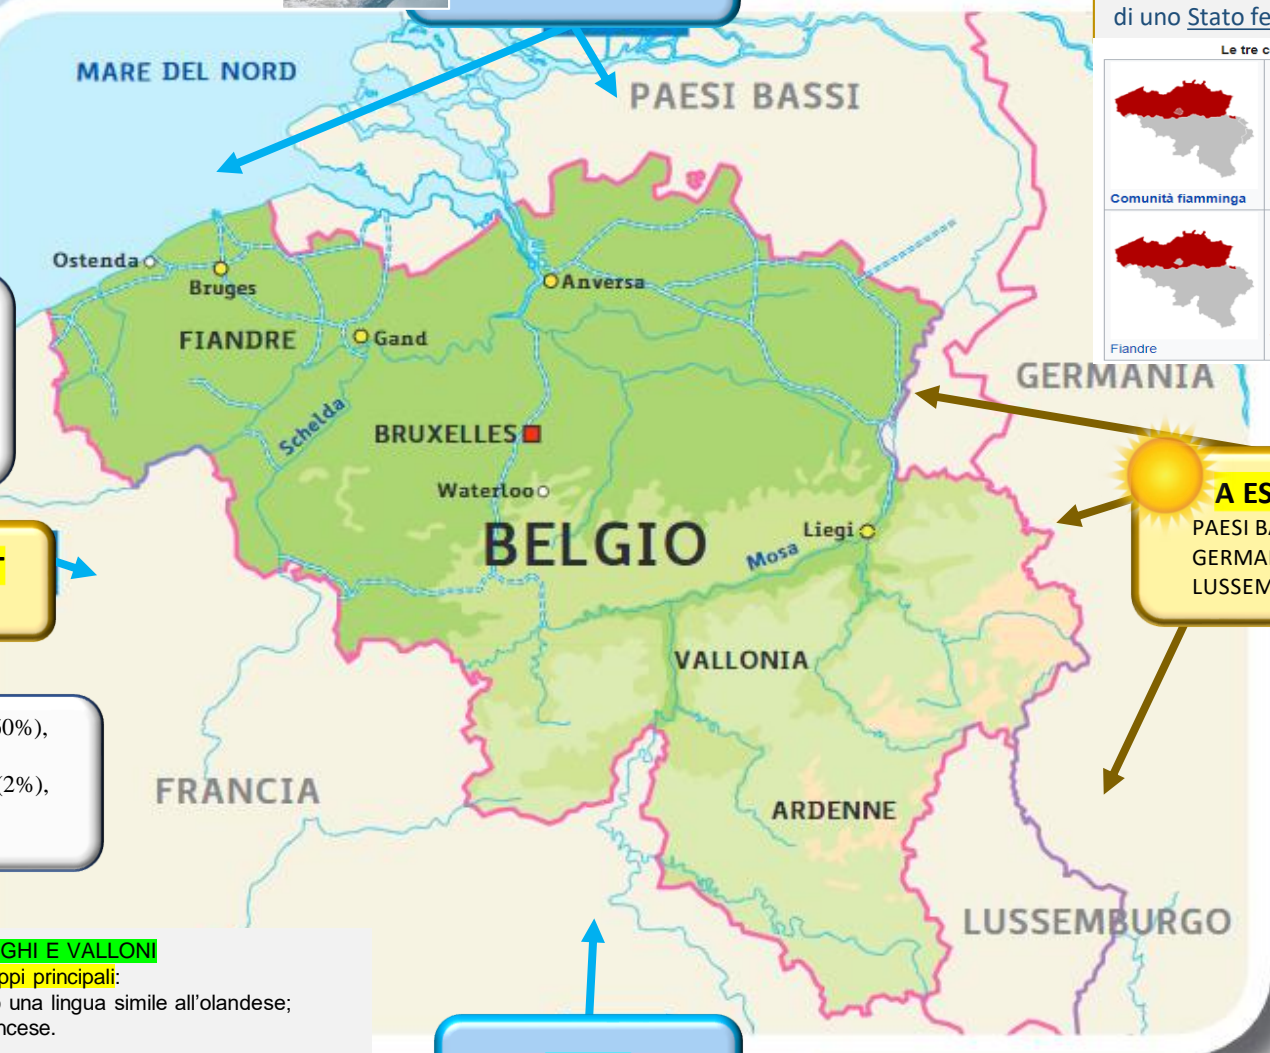 di uno Stato fe
Le tre c
MARE DEL NORD
PAESI BASSI
Comunità fiamminga
Ostenda
Bruges
Anversa
FIANDRE
Gand
Fiandre
GERMANIA
Schelda
BRUXELLES
Waterloo
A ES
PAESI BA
GERMA
LUSSEM
BELGIO
Liegi
Mosa
T
VALLONIA
60%),
(2%),
FRANCIA
ARDENNE
LUSSEMBURGO
GHI E VALLONI
ppi principali:
una lingua simile all'olandese;
ncese.